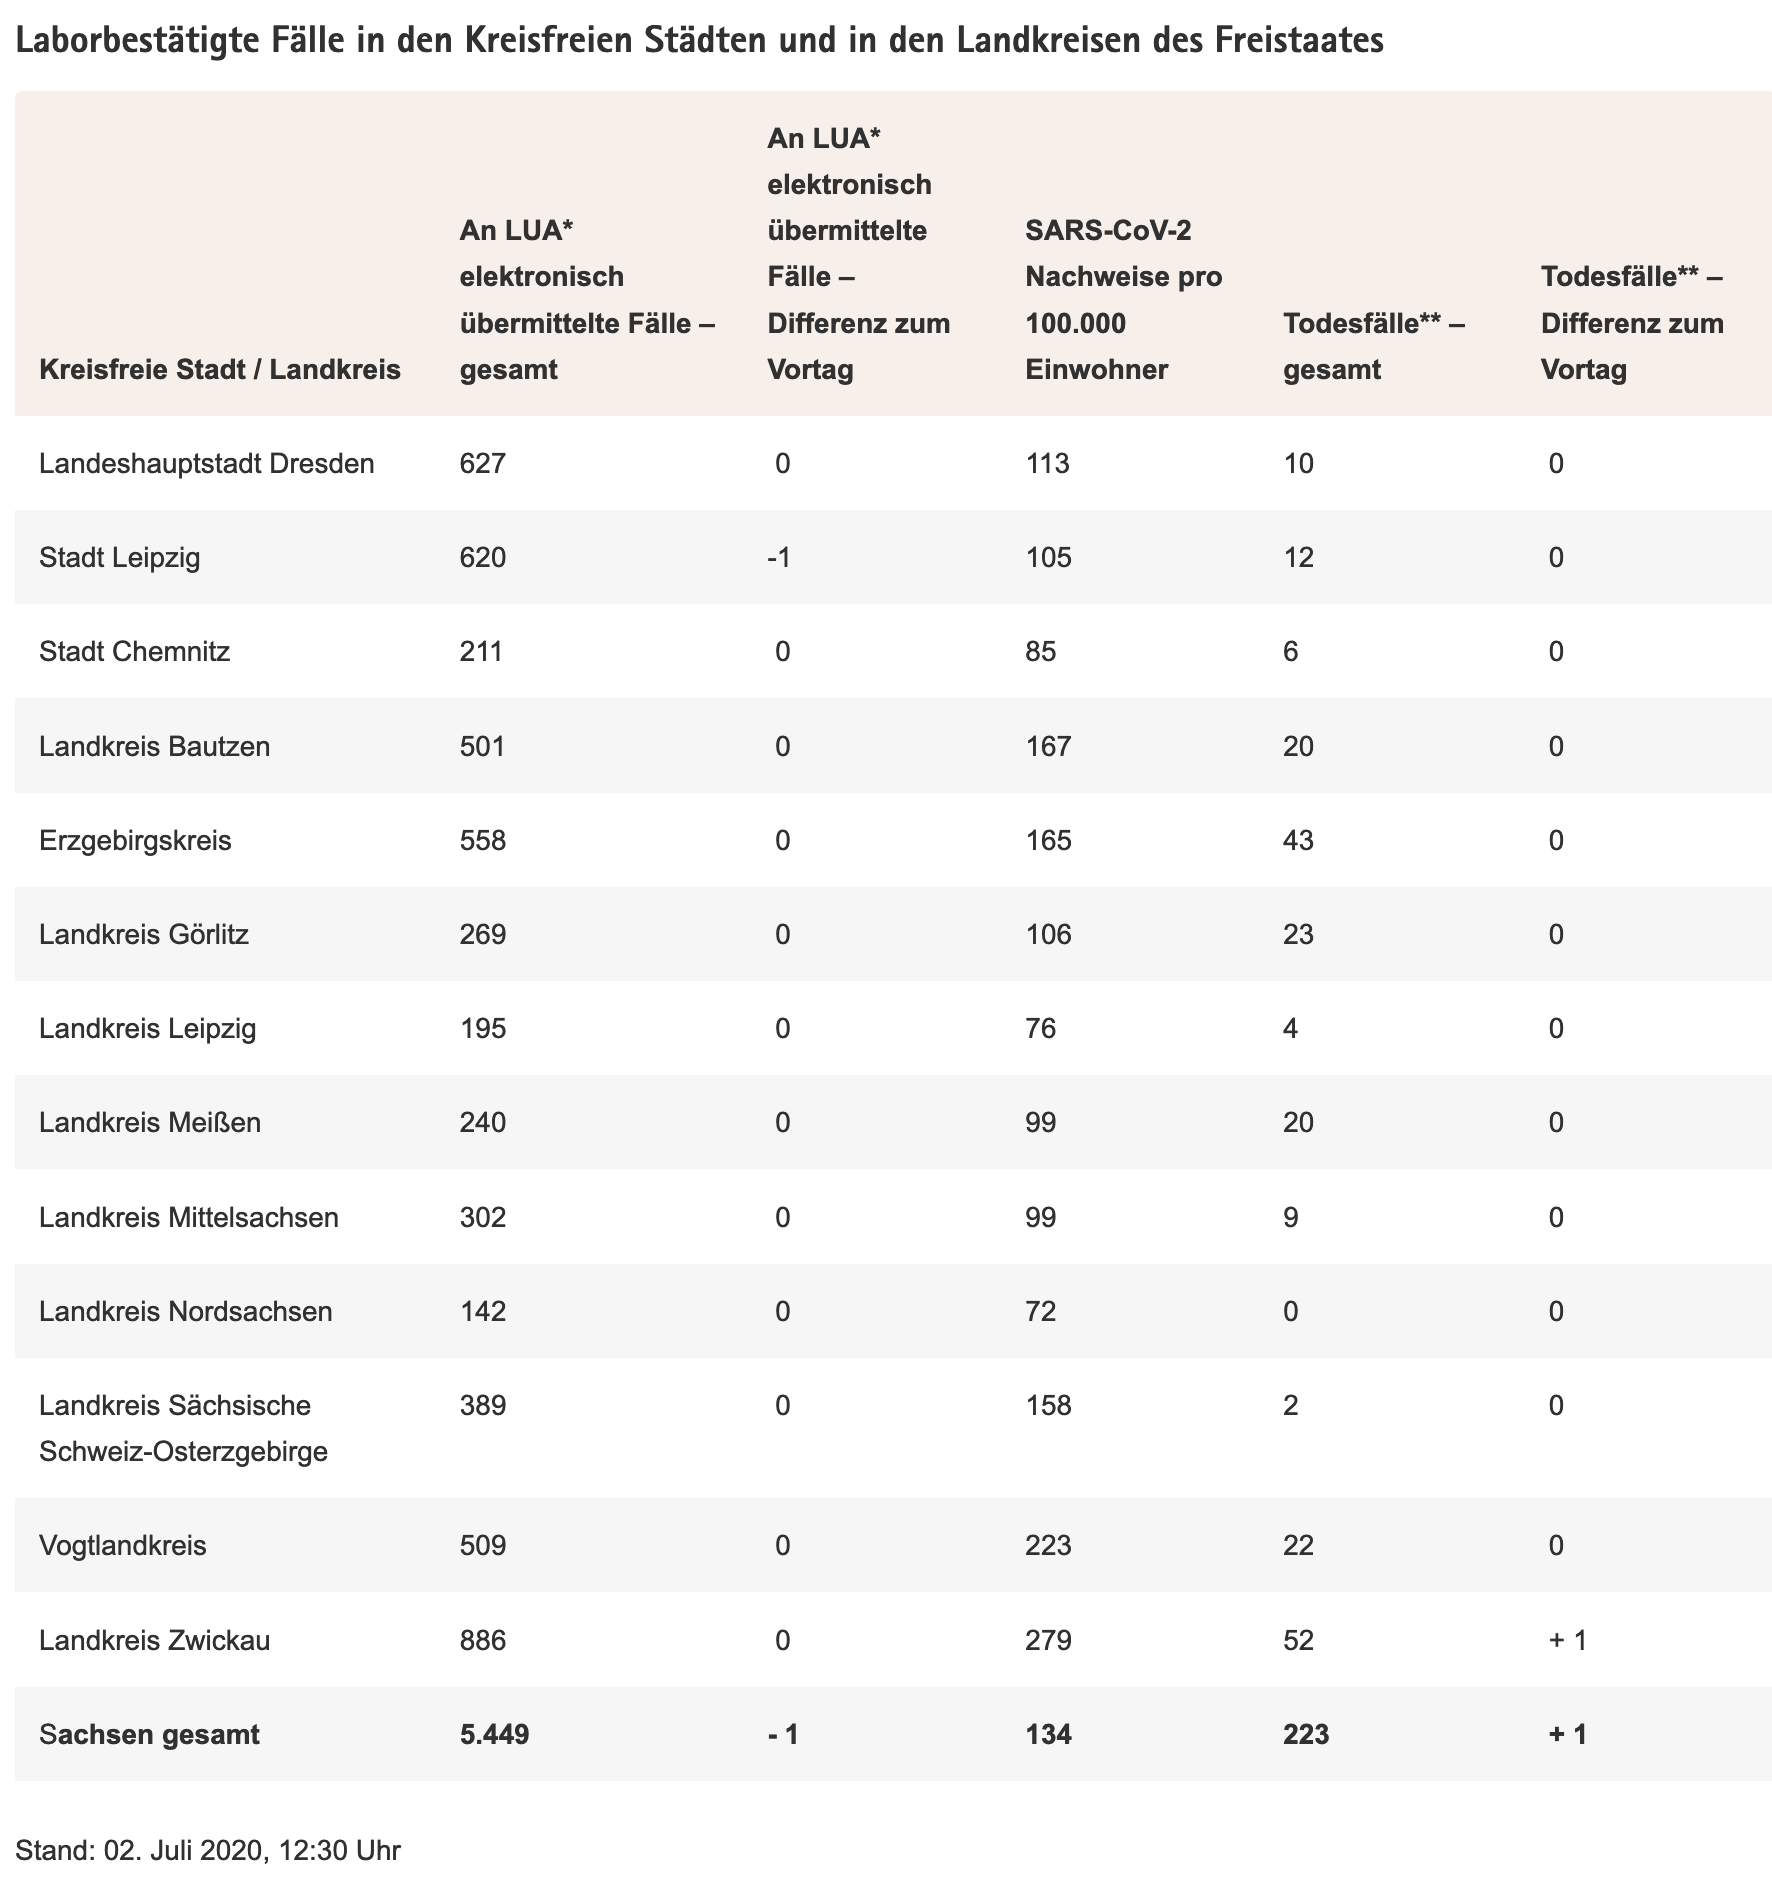 Laborbestätigte Fälle in den Kreisfreien Städten und in den Landkreisen des Freistaates
Kreisfreie Stadt / Landkreis
An LUA*
elektronisch
übermittelte Fälle –
gesamt
An LUA*
elektronisch
übermittelte
Fälle –
Differenz zum
Vortag
SARS-CoV-2
Nachweise pro
100.000
Einwohner
Todesfälle** –
gesamt
Todesfälle** –
Differenz zum
Vortag
Landeshauptstadt Dresden 627 0 113 10 0
Stadt Leipzig 620 -1 105 12 0
Stadt Chemnitz 211 0 85 6 0
Landkreis Bautzen 501 0 167 20 0
Erzgebirgskreis 558 0 165 43 0
Landkreis Görlitz 269 0 106 23 0
Landkreis Leipzig 195 0 76 4 0
Landkreis Meißen 240 0 99 20 0
Landkreis Mittelsachsen 302 0 99 9 0
Landkreis Nordsachsen 142 0 72 0 0
Landkreis Sächsische 389 0 158 2 0
Schweiz-Osterzgebirge
Vogtlandkreis 509 0 223 22 0
Landkreis Zwickau 886 0 279 52 + 1
Sachsen gesamt 5.449 - 1 134 223 + 1
Stand: 02. Juli 2020, 12:30 Uhr